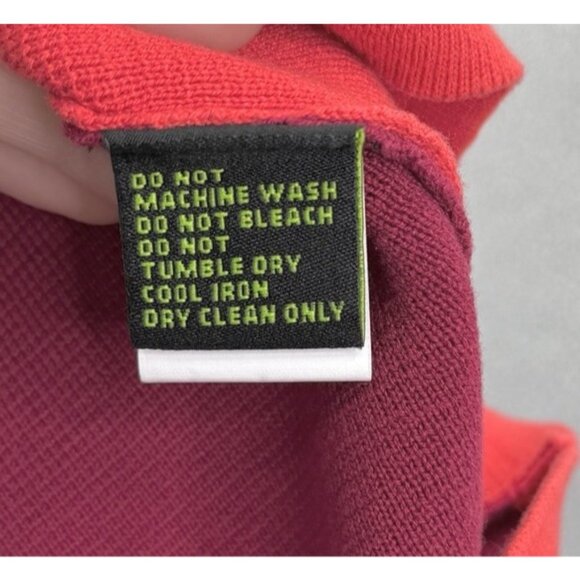 DO NOT
MACHINE WASH
DO NOT BLEACH
DO NOT
TUMBLE DRY
COOL IRON
DRY CLEAN ONLY